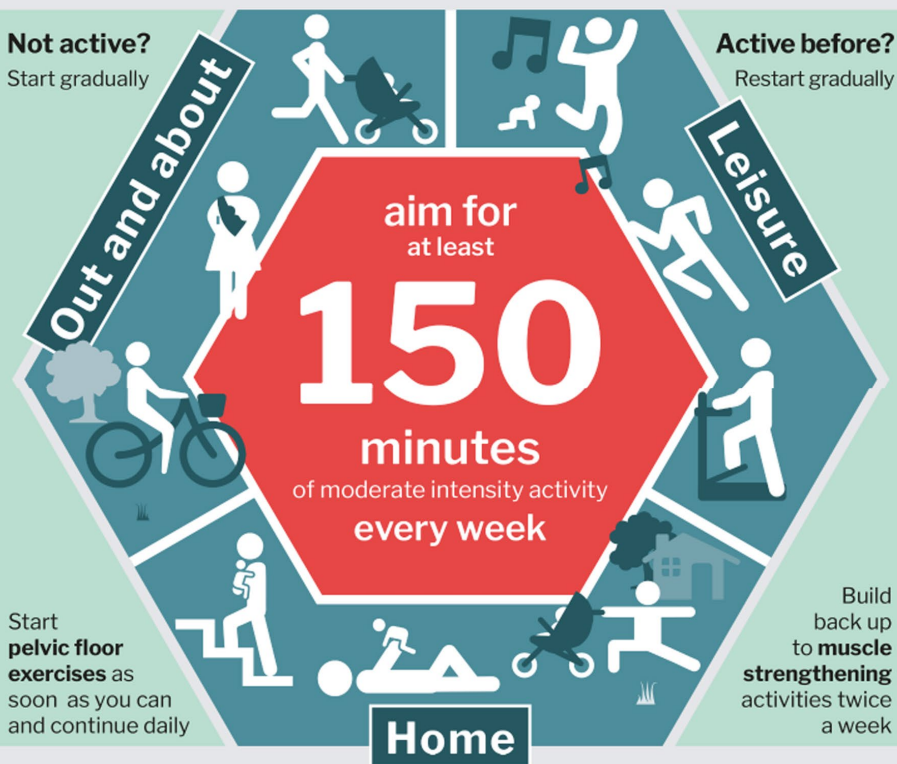 Not active?
Start gradually
Active before?
Restart gradually
Out and about
Leisure
aim for
at least
150
minutes
of moderate intensity activity
every week
Start
pelvic floor
exercises as
soon as you can
and continue daily
Build
back up
to muscle
strengthening
activities twice
a week
Home